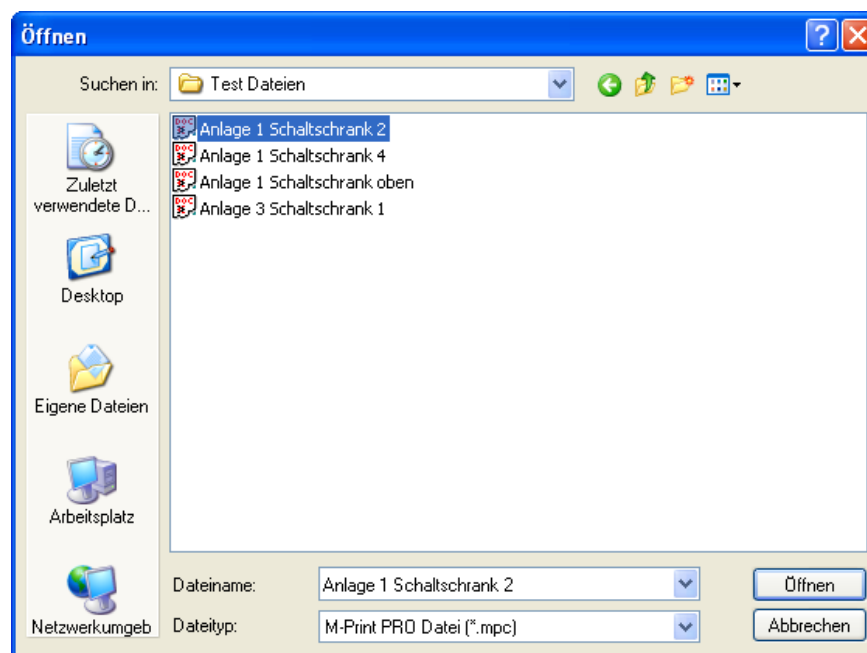 Öffnen
Suchen in:
Test Dateien
Anlage 1 Schaltschrank 2
Anlage 1 Schaltschrank 4
Anlage 1 Schaltschrank oben
Anlage 3 Schaltschrank 1
Zuletzt
verwendete D...
Desktop
Eigene Dateien
Arbeitsplatz
Netzwerkumgeb
Dateiname:
Anlage 1 Schaltschrank 2
Öffnen
Dateityp:
M-Print PRO Datei (*.mpc)
Abbrechen